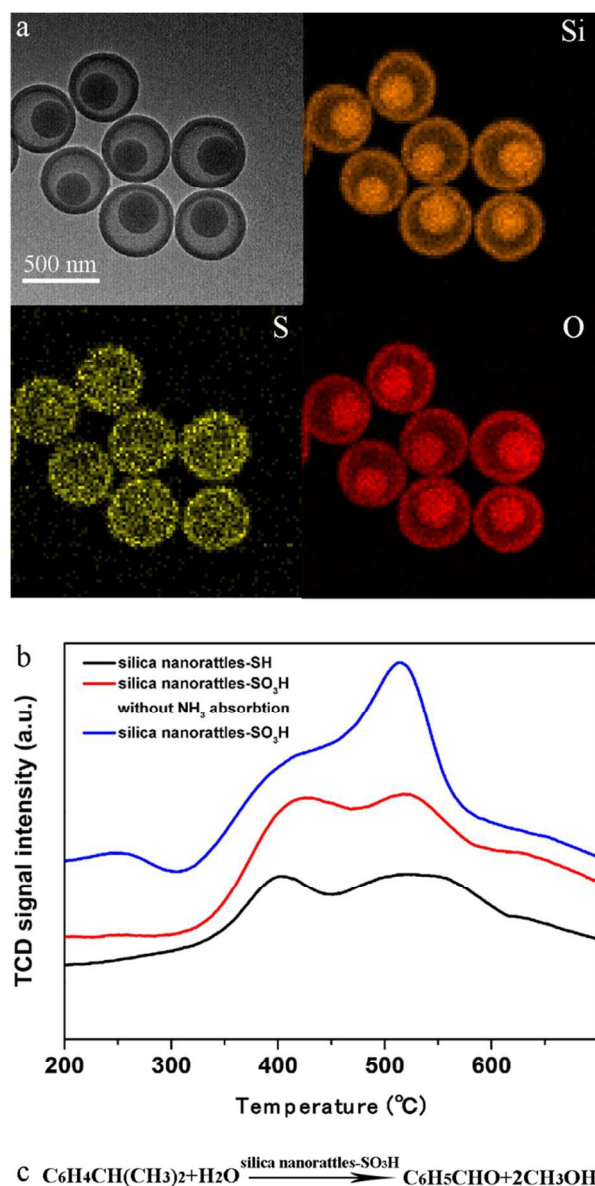 a
Si
500 nm
S
O
b
silica nanorattles-SH
silica nanorattles-SO3H
without NH3 absorbtion
silica nanorattles-SO3H
TCD signal intensity (a.u.)
200 300 400 500 600
Temperature (°C)
c C6H4CH(CH3)2+H2O silica nanorattles-SO3H C6H5CHO+2CH3OH